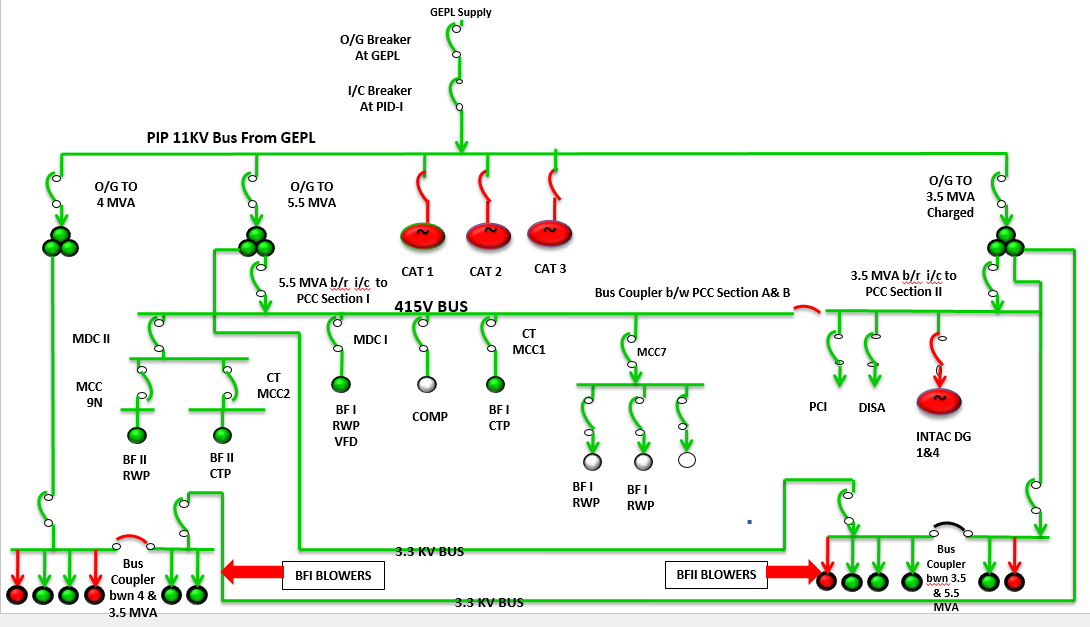 GEPL Supply
O/G Breaker
At GEPL
I/C Breaker
At PID-I
PIP 11KV Bus From GEPL
O/G TO
4 MVA
O/G TO
5.5 MVA
O/G TO
3.5 MVA
Charged
~
~
~
CAT 1
CAT 2
CAT 3
5.5 MVA b/r i/c to
PCC Section I
3.5 MVA b/r i/c to
PCC Section II
Bus Coupler b/w PCC Section A& B
415V BUS
MDC II
MDC I
CT
MCC1
MCC7
MCC
9N
CT
MCC2
PCI
DISA
~
INTAC DG
1&4
BF I
RWP
VFD
COMP
BF I
CTP
BF II
RWP
BF II
CTP
BF I
RWP
BF I
RWP
3.3 KV BUS
Bus
Coupler
bwn 4 &
3.5 MVA
BFI BLOWERS
BFII BLOWERS
Bus
Coupler
bwn 3.5
& 5.5
MVA
3.3 KV BUS